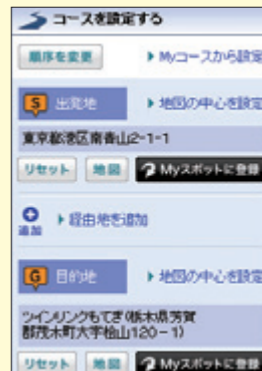 コースを設定する
順序を変更 ▶Myコースから設定
S 出発地 ▶地図の中心を設定
東京都港区南青山2-1-1
リセット 地図 Myスポットに登録
追加 ▶経由地を追加
G 目的地 ▶地図の中心を設定
ツインリンクもてぎ(栃木県芳賀
郡茂木町大字桧山120-1)
リセット 地図 Myスポットに登録